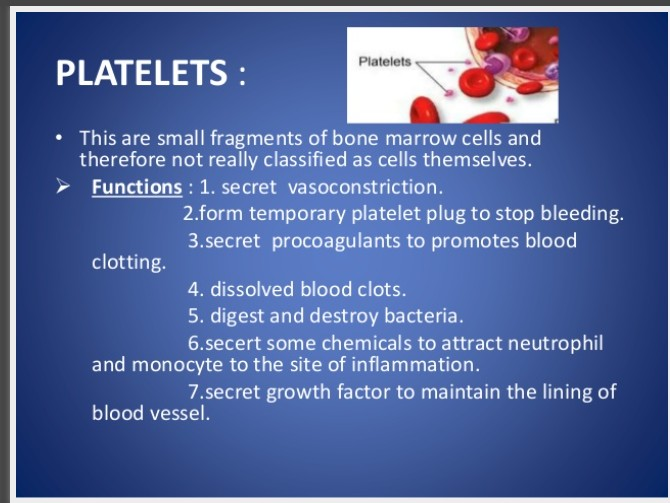 PLATELETS :
Platelets
• This are small fragments of bone marrow cells and
therefore not really classified as cells themselves.
➢ Functions : 1. secret vasoconstriction.
2.form temporary platelet plug to stop bleeding.
3.secret procoagulants to promotes blood
clotting.
4. dissolved blood clots.
5. digest and destroy bacteria.
6.secert some chemicals to attract neutrophil
and monocyte to the site of inflammation.
7.secret growth factor to maintain the lining of
blood vessel.